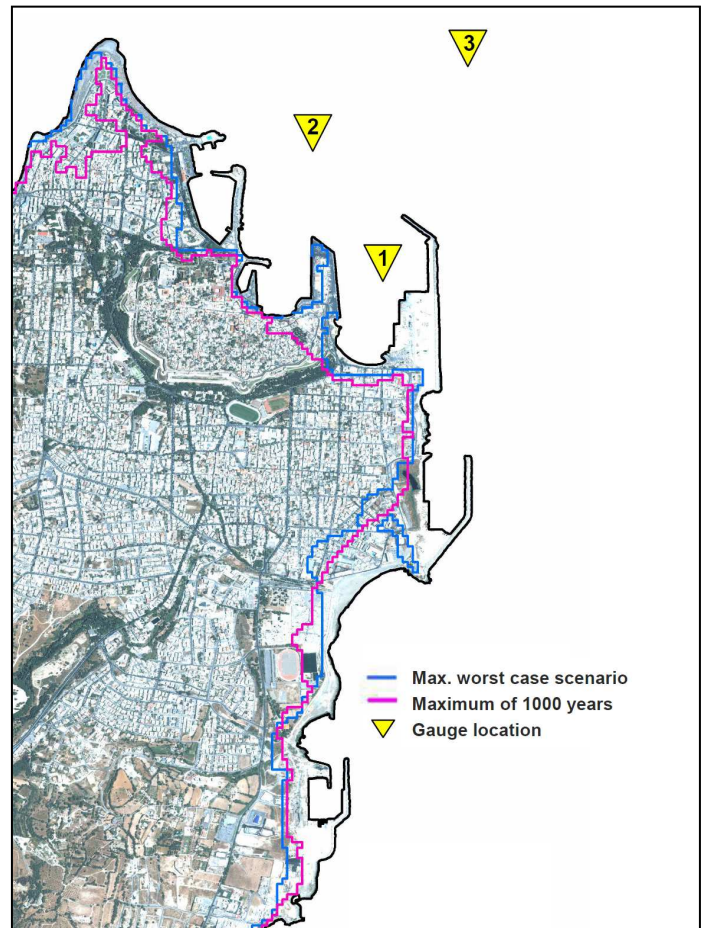 3
2
1
Max. worst case scenario
Maximum of 1000 years
Gauge location